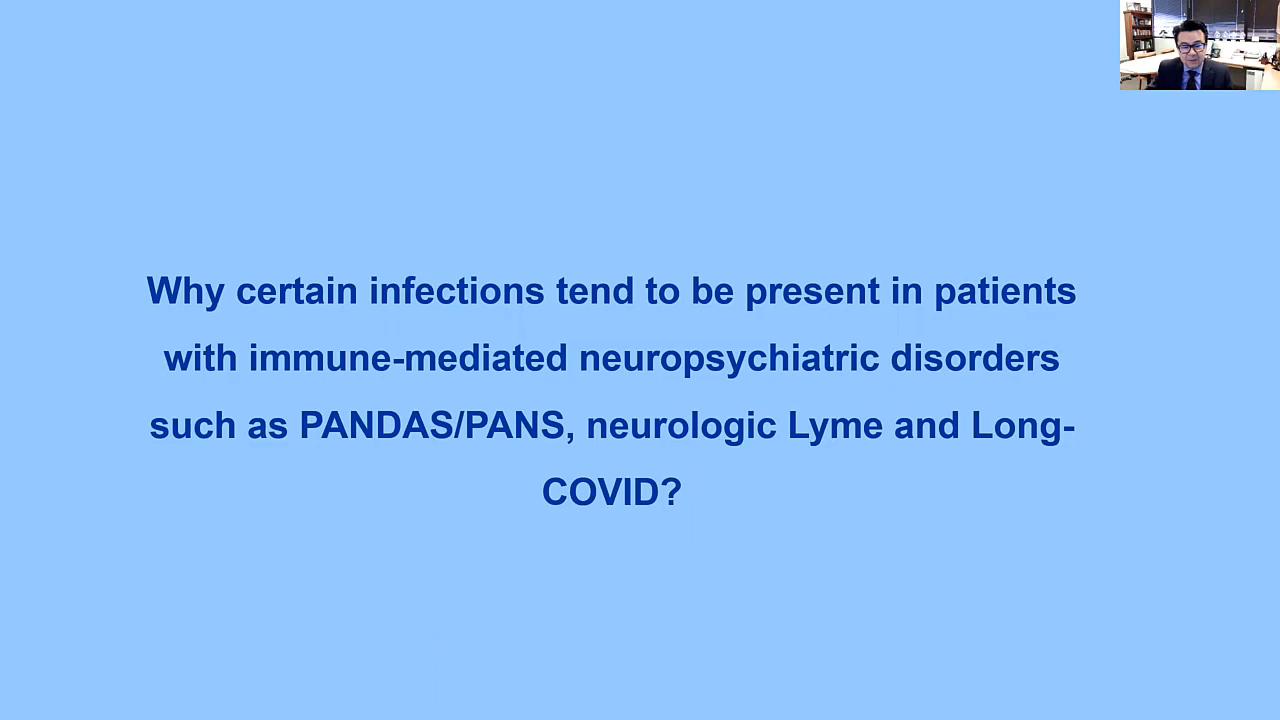 Why certain infections tend to be present in patients
with immune-mediated neuropsychiatric disorders
such as PANDAS/PANS, neurologic Lyme and Long-
COVID?